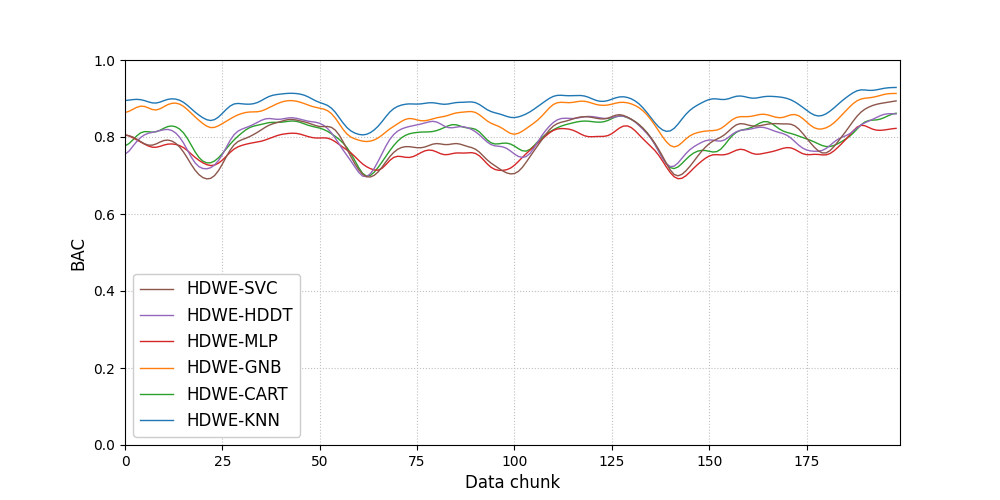 1.0
0.8
0.6
0.4
0.2
0.0
BAC
HDWE-SVC
HDWE-HDDT
HDWE-MLP
HDWE-GNB
HDWE-CART
HDWE-KNN
0 25 50 75 100 125 150 175
Data chunk